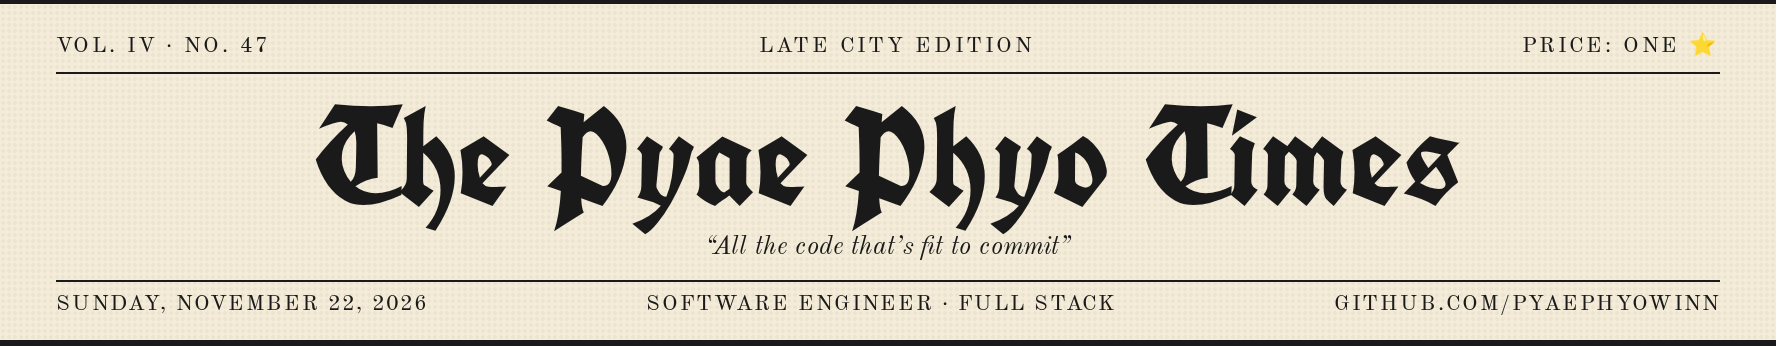 VOL. IV · NO. 47
LATE CITY EDITION
PRICE: ONE ⭐
The Pyae Phyo Times
“All the code that’s fit to commit”
SUNDAY, NOVEMBER 22, 2026
SOFTWARE ENGINEER · FULL STACK
GITHUB.COM/PYAEPHYOWINN